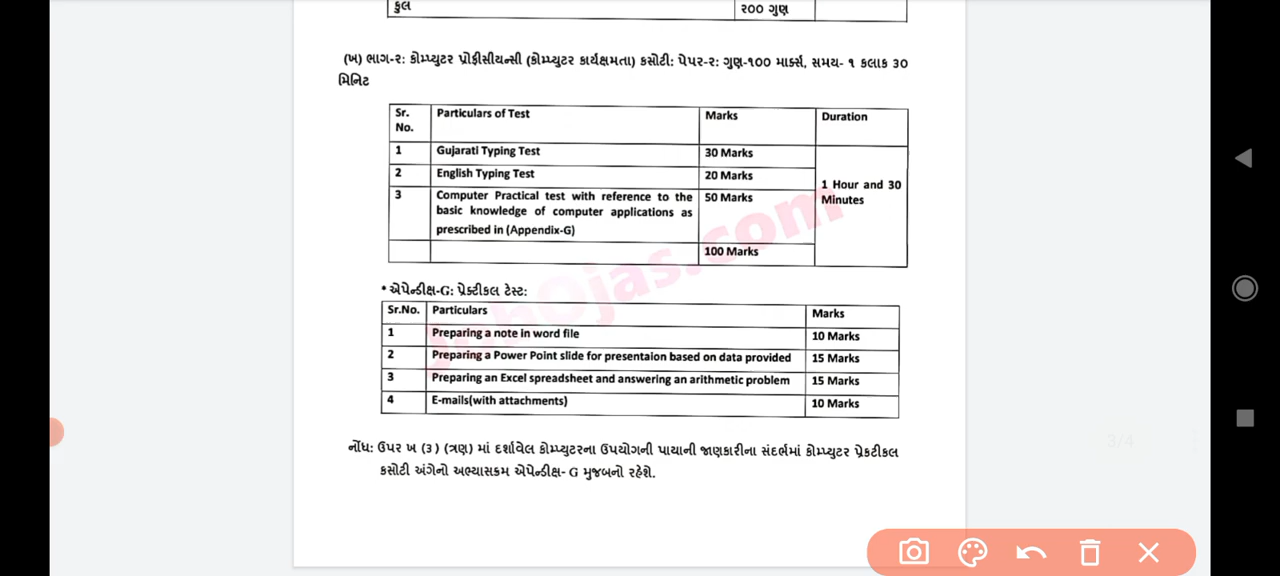 કુલ ૨૦૦ ગુણ
(ખ) ભાગ-૨: કોમ્પ્યુટર પ્રોફીસીયન્સી (કોમ્પ્યુટર કાર્યક્ષમતા) કસોટી: પેપર-૨: ગુણ-૧૦૦ માર્ક્સ, સમય- ૧ કલાક ૩૦
મિનિટ
Sr. Particulars of Test Marks Duration
No.
1 Gujarati Typing Test 30 Marks
2 English Typing Test 20 Marks
1 Hour and 30
3 Computer Practical test with reference to the 50 Marks Minutes
basic knowledge of computer applications as
prescribed in (Appendix-G)
100 Marks
JobOjas.com
* એપેન્ડીક્ષ-G: પ્રેક્ટીકલ ટેસ્ટ:
Sr.No. Particulars Marks
1 Preparing a note in word file 10 Marks
2 Preparing a Power Point slide for presentaion based on data provided 15 Marks
3 Preparing an Excel spreadsheet and answering an arithmetic problem 15 Marks
4 E-mails(with attachments) 10 Marks
3/4
નોંધ: ઉપર ખ (૩) (ત્રણ) માં દર્શાવેલ કોમ્પ્યુટરના ઉપયોગની પાયાની જાણકારીના સંદર્ભમાં કોમ્પ્યુટર પ્રેકટીકલ
કસોટી અંગેનો અભ્યાસક્રમ એપેન્ડીક્ષ- G મુજબનો રહેશે.